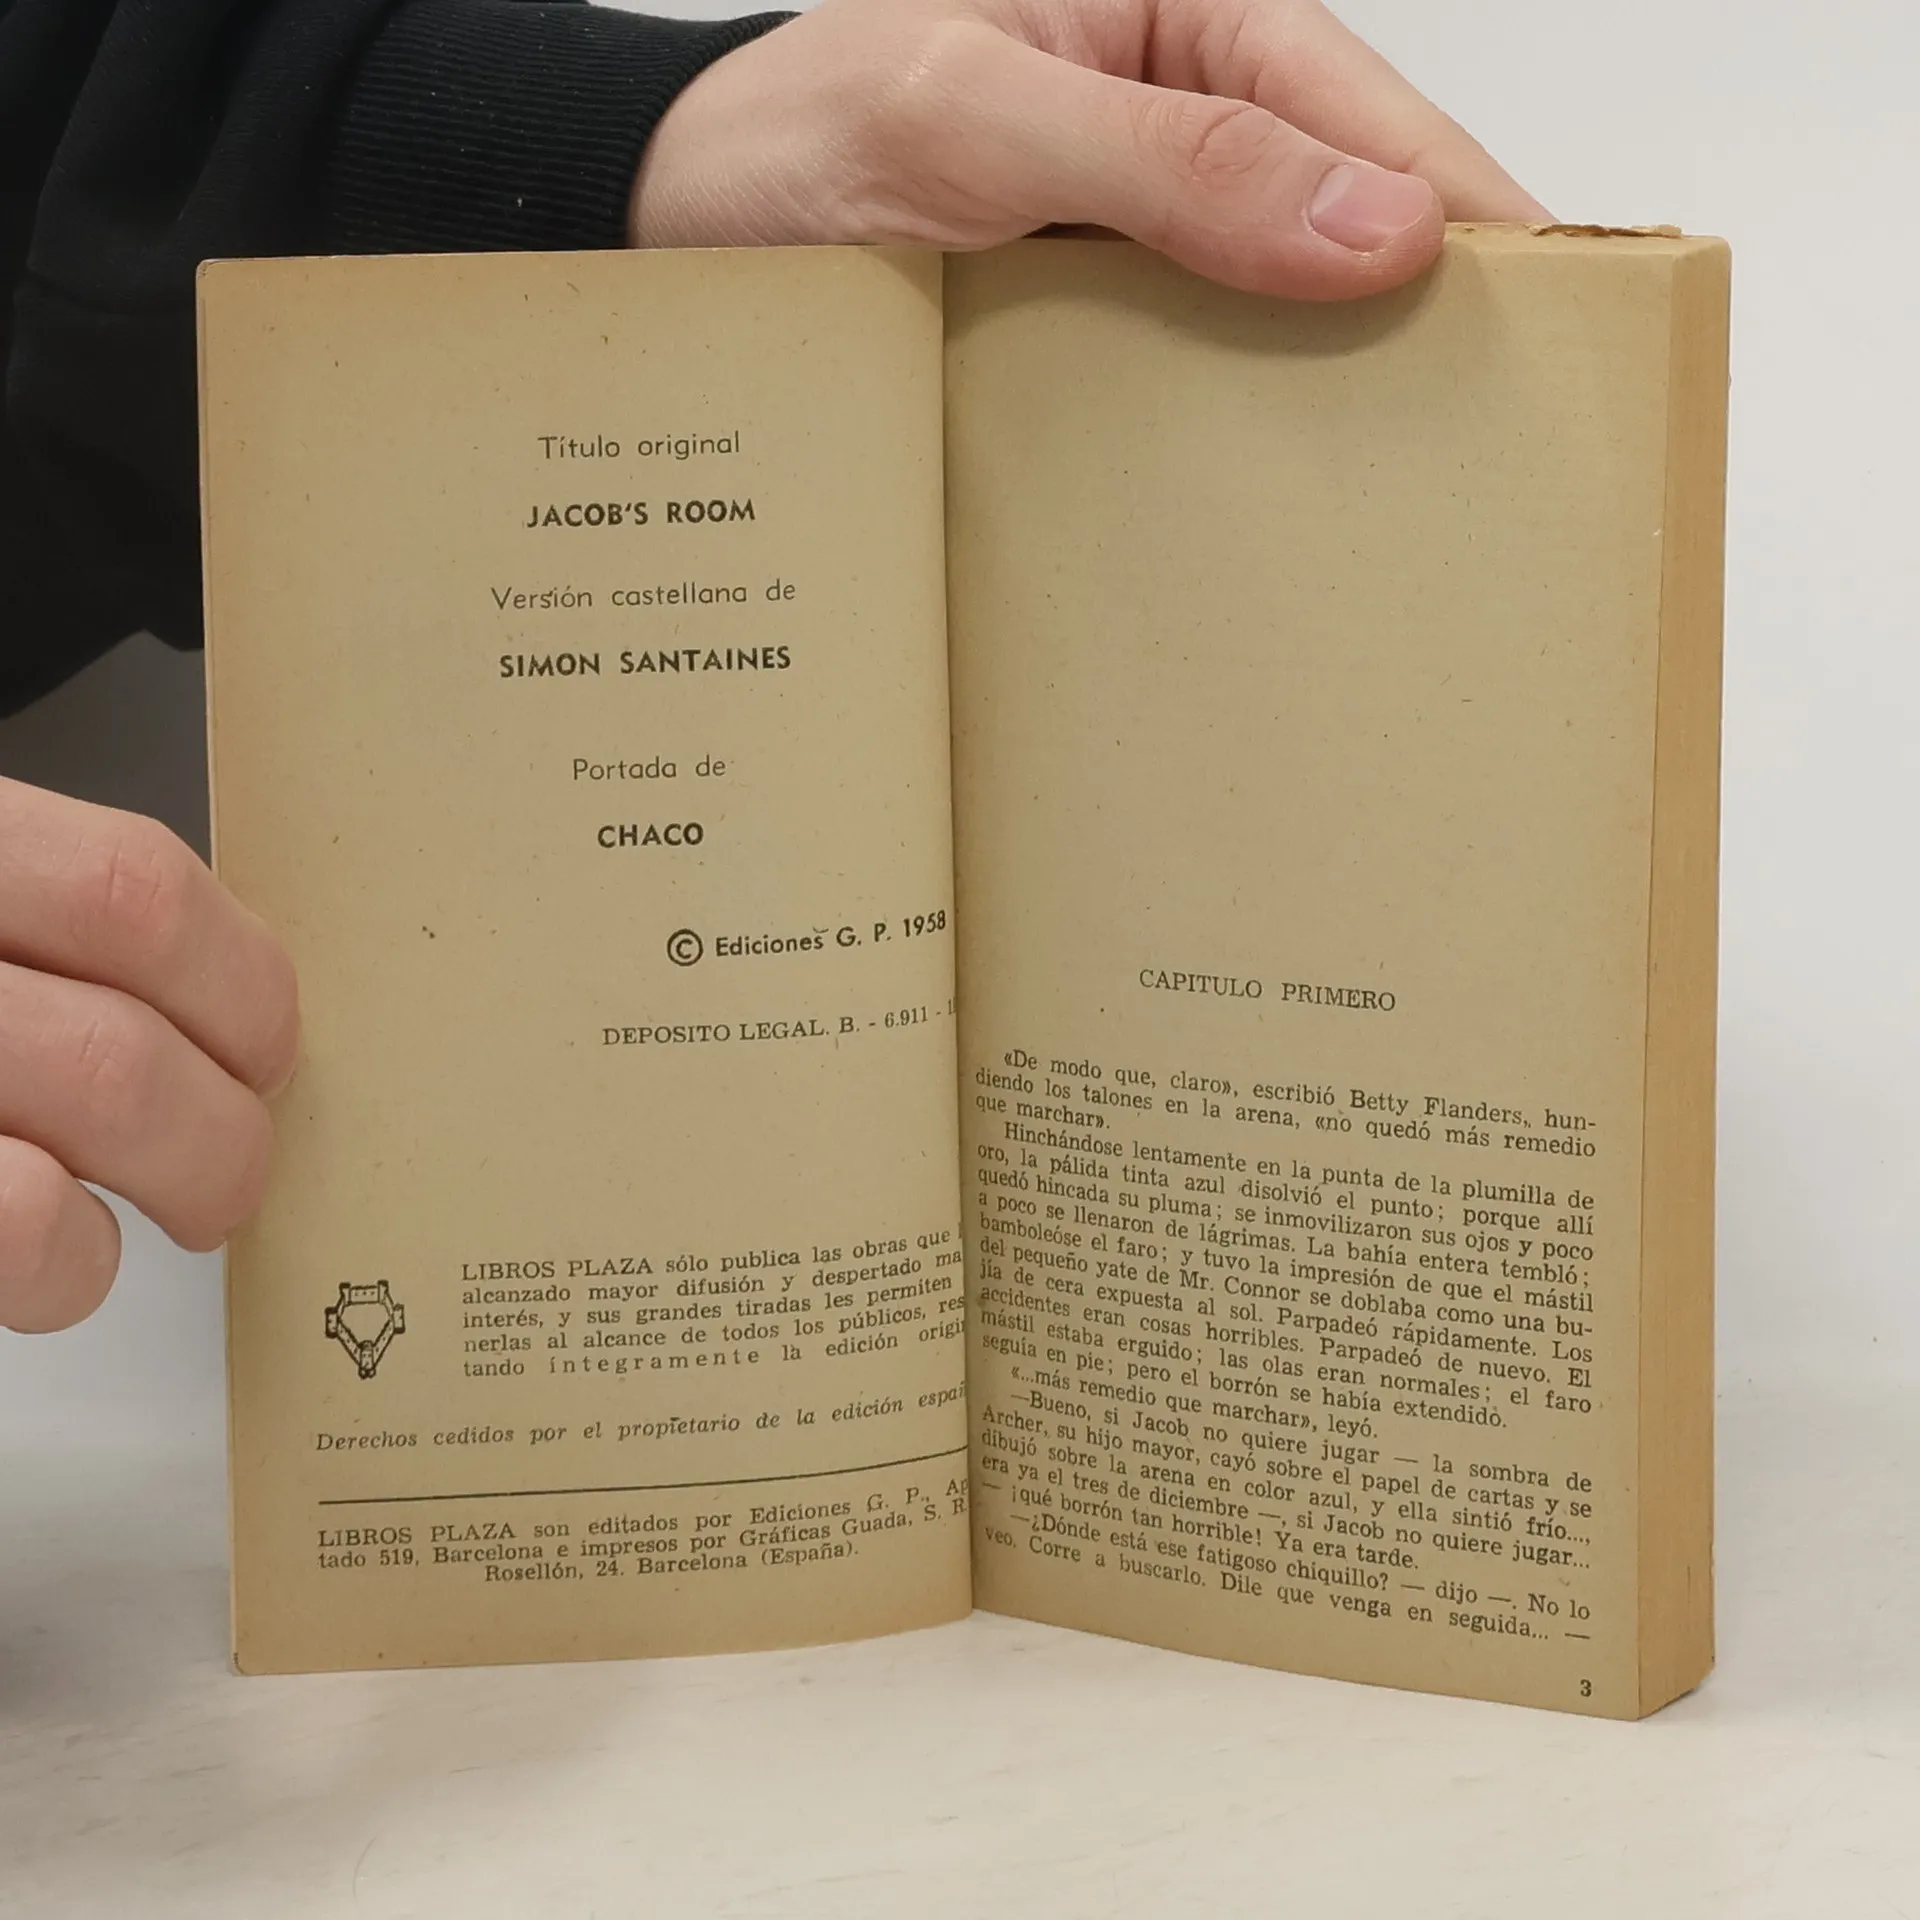 Título original
JACOB'S ROOM
Versión castellana de
SIMON SANTAINES
Portada de
CHACO
© Ediciones G. P. 1958
DEPOSITO LEGAL. B. - 6.911 -
LIBROS PLAZA sólo publica las obras que
alcanzado mayor difusión y despertado
interés, y sus grandes tiradas les permiten
nerlas al alcance de todos los públicos,
tando íntegramente la edición
Derechos cedidos por el propietario de la edición
LIBROS PLAZA son editados por Ediciones G. P.,
tado 519, Barcelona e impresos por Gráficas Guada, S. R
Rosellón, 24. Barcelona (España).
CAPITULO PRIMERO
«De modo que, claro», escribió Betty Flanders, hun-
diendo los talones en la arena, «no quedó más remedio
que marchar».
Hinchándose lentamente en la punta de la plumilla de
oro, la pálida tinta azul disolvió el punto; porque allí
quedó hincada su pluma; se inmovilizaron sus ojos y poco
a poco se llenaron de lágrimas. La bahía entera tembló;
bamboleóse el faro; y tuvo la impresión de que el mástil
del pequeño yate de Mr. Connor se doblaba como una bu-
jía de cera expuesta al sol. Parpadeó rápidamente. Los
accidentes eran cosas horribles. Parpadeó de nuevo. El
mástil estaba erguido; las olas eran normales; el faro
seguía en pie; pero el borrón se había extendido.
«...más remedio que marchar», leyó.
—Bueno, si Jacob no quiere jugar — la sombra de
Archer, su hijo mayor, cayó sobre el papel de cartas y se
dibujó sobre la arena en color azul, y ella sintió frío...,
era ya el tres de diciembre —, si Jacob no quiere jugar...
— ¡qué borrón tan horrible! Ya era tarde.
—¿Dónde está ese fatigoso chiquillo? — dijo —. No lo
veo. Corre a buscarlo. Dile que venga en seguida... —
3